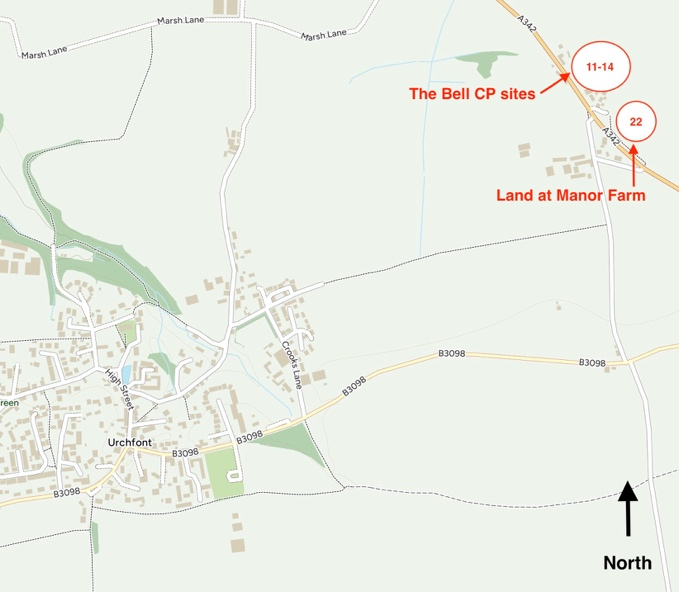 A342
Marsh Lane
Marsh Lane
Marsh Lane
11-14
The Bell CP sites
22
A342
Land at Manor Farm
Crooks Lane
B3098
B3098
B3098
High Street
reen
Urchfont
B3098
B3098
B3098
North